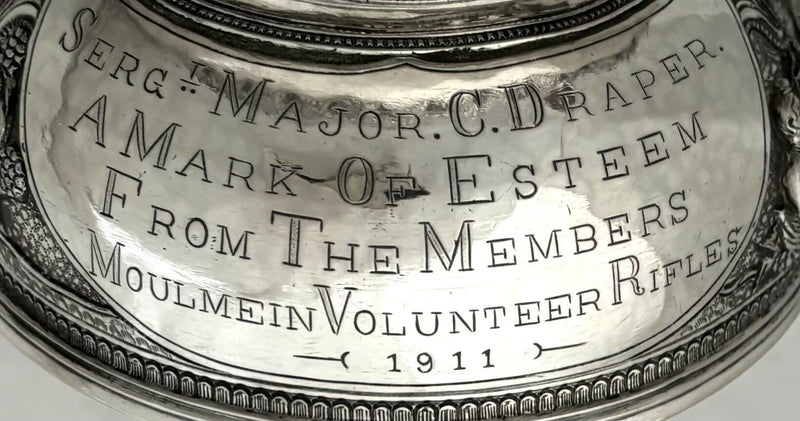 SERGT MAJOR. C. DRAPER.
A MARK OF ESTEEM
FROM THE MEMBERS
MOULMEIN VOLUNTEER RIFLES
1911